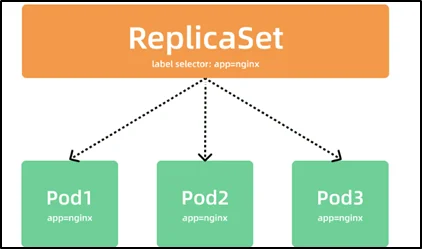 ReplicaSet
label selector: app=nginx
Pod1
app=nginx
Pod2
app=nginx
Pod3
app=nginx